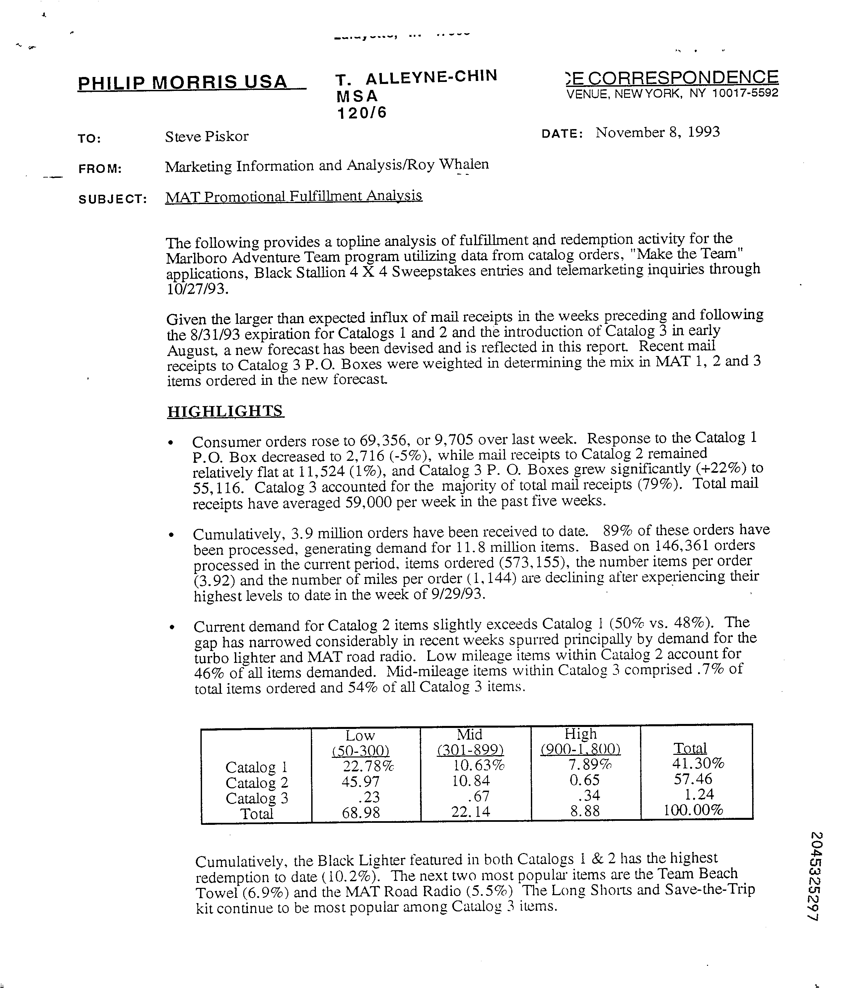 PHILIP MORRIS USA
T. ALLEYNE-CHIN
MSA
120/6
E CORRESPONDENCE
VENUE, NEW YORK, NY 10017-5592
TO: Steve Piskor
DATE: November 8, 1993
FROM: Marketing Information and Analysis/Roy Whalen
SUBJECT: MAT Promotional Fulfillment Analysis
The following provides a topline analysis of fulfillment and redemption activity for the
Marlboro Adventure Team program utilizing data from catalog orders, "Make the Team"
applications, Black Stallion 4 X 4 Sweepstakes entries and telemarketing inquiries through
10/27/93.
Given the larger than expected influx of mail receipts in the weeks preceding and following
the 8/31/93 expiration for Catalogs 1 and 2 and the introduction of Catalog 3 in early
August, a new forecast has been devised and is reflected in this report. Recent mail
receipts to Catalog 3 P.O. Boxes were weighted in determining the mix in MAT 1, 2 and 3
items ordered in the new forecast.
HIGHLIGHTS
• Consumer orders rose to 69,356, or 9,705 over last week. Response to the Catalog 1
P.O. Box decreased to 2,716 (-5%), while mail receipts to Catalog 2 remained
relatively flat at 11,524 (1%), and Catalog 3 P. O. Boxes grew significantly (+22%) to
55,116. Catalog 3 accounted for the majority of total mail receipts (79%). Total mail
receipts have averaged 59,000 per week in the past five weeks.
• Cumulatively, 3.9 million orders have been received to date. 89% of these orders have
been processed, generating demand for 11.8 million items. Based on 146,361 orders
processed in the current period, items ordered (573,155), the number items per order
(3.92) and the number of miles per order (1,144) are declining after experiencing their
highest levels to date in the week of 9/29/93.
• Current demand for Catalog 2 items slightly exceeds Catalog 1 (50% vs. 48%). The
gap has narrowed considerably in recent weeks spurred principally by demand for the
turbo lighter and MAT road radio. Low mileage items within Catalog 2 account for
46% of all items demanded. Mid-mileage items within Catalog 3 comprised .7% of
total items ordered and 54% of all Catalog 3 items.
Low Mid High
(50-300) (301-899) (900-1,800) Total
Catalog 1 22.78% 10.63% 7.89% 41.30%
Catalog 2 45.97 10.84 0.65 57.46
Catalog 3 .23 .67 .34 1.24
Total 68.98 22.14 8.88 100.00%
Cumulatively, the Black Lighter featured in both Catalogs 1 & 2 has the highest
redemption to date (10.2%). The next two most popular items are the Team Beach
Towel (6.9%) and the MAT Road Radio (5.5%) The Long Shorts and Save-the-Trip
kit continue to be most popular among Catalog 3 items.
2045325297